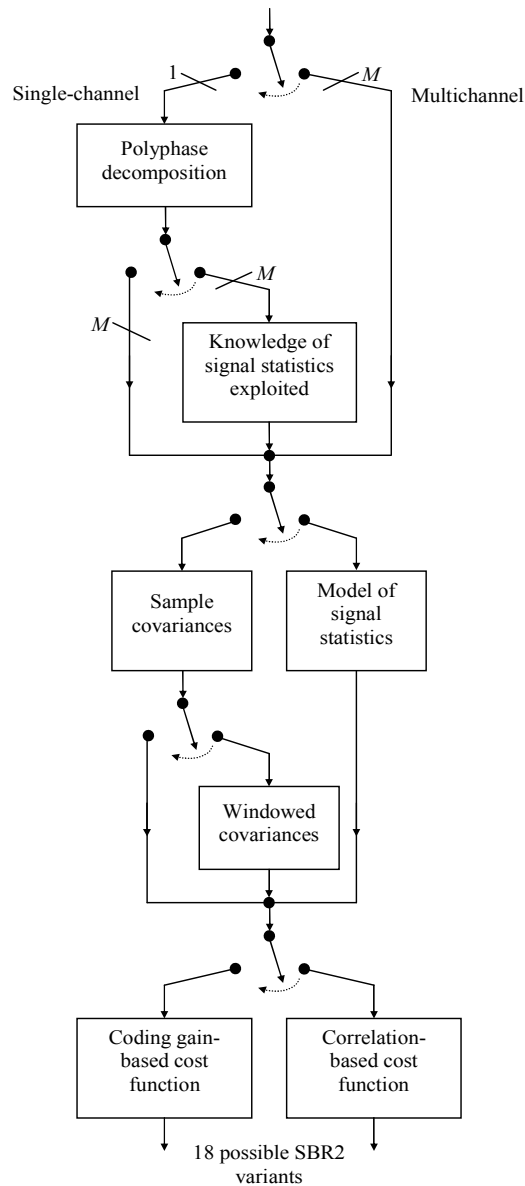 1
M
Single-channel
Multichannel
Polyphase
decomposition
M
M
Knowledge of
signal statistics
exploited
Sample
covariances
Model of
signal
statistics
Windowed
covariances
Coding gain-
based cost
function
Correlation-
based cost
function
18 possible SBR2
variants